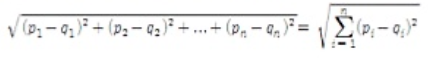 √((p₁ − q₁)² + (p₂ − q₂)² + ... + (pₙ − qₙ)²) = √(∑ᵢ₌₁ⁿ (pᵢ − qᵢ)²)